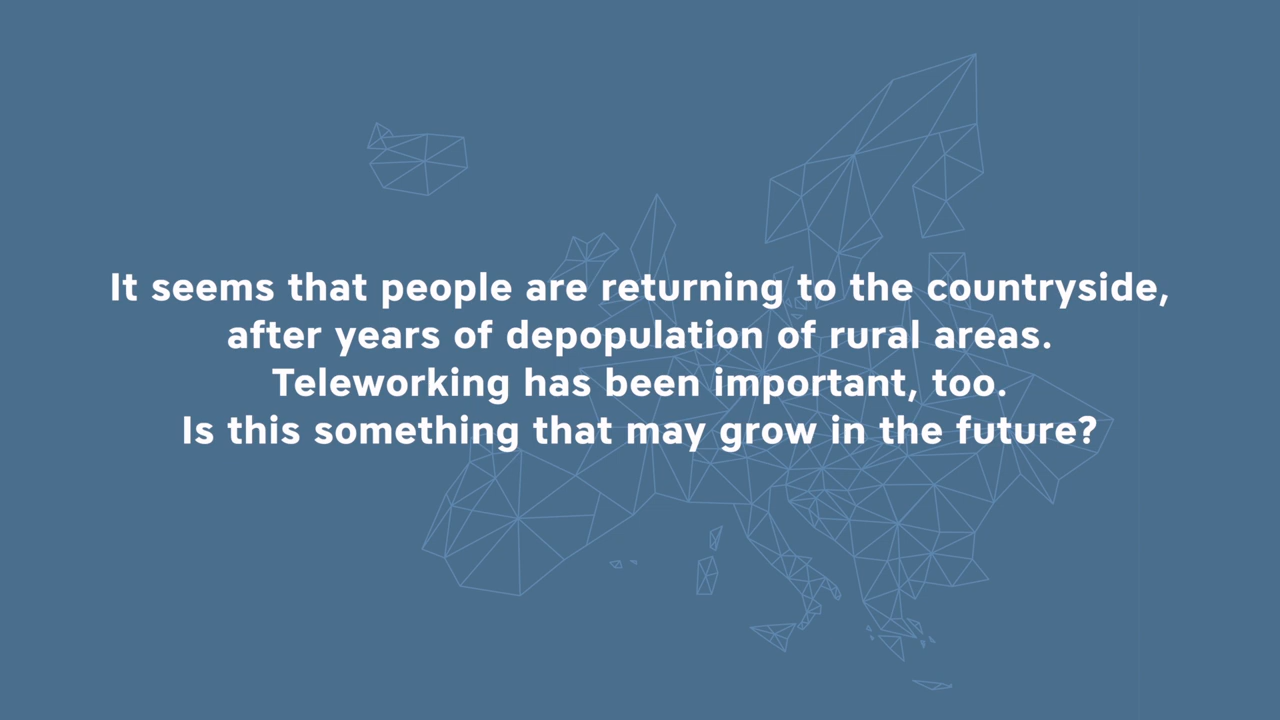 It seems that people are returning to the countryside,
after years of depopulation of rural areas.
Teleworking has been important, too.
Is this something that may grow in the future?